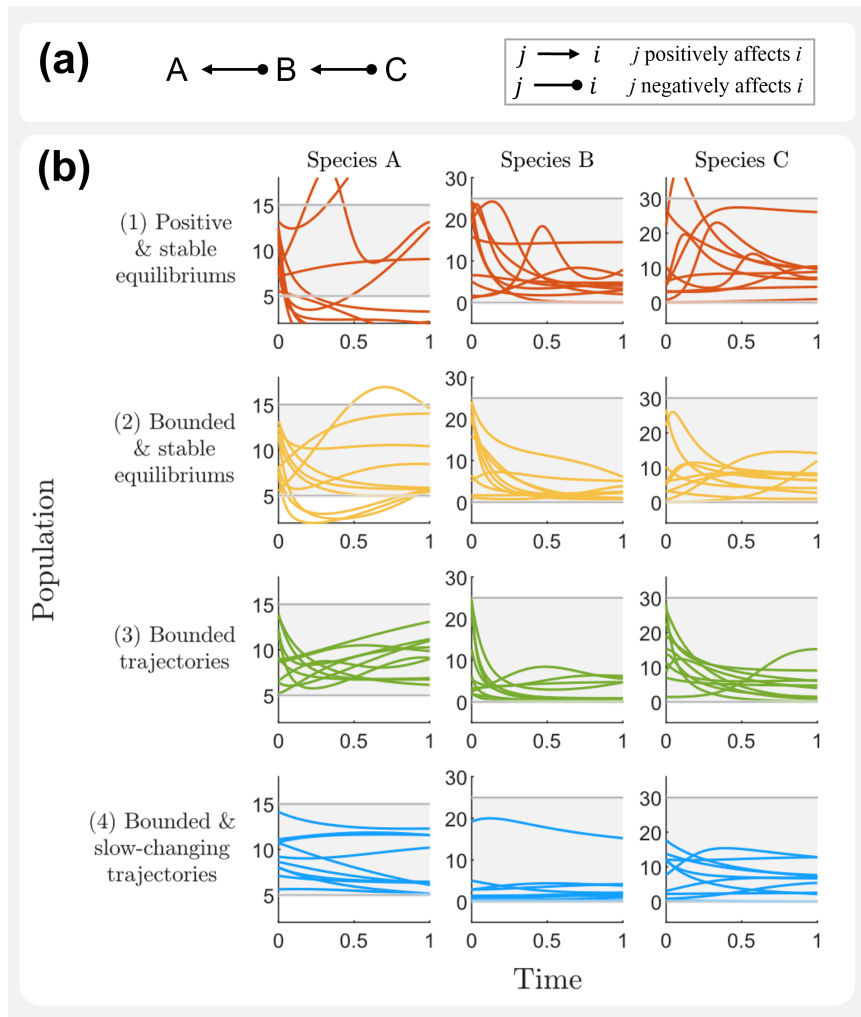 (a)
A B C
j i j positively affects i
j i j negatively affects i
(b)
Species A Species B Species C
(1) Positive
& stable
equilibriums
15
10
5
0 0.5 1
30
20
10
0
0 0.5 1
30
20
10
0
0 0.5 1
(2) Bounded
& stable
equilibriums
15
10
5
0 0.5 1
30
20
10
0
0 0.5 1
30
20
10
0
0 0.5 1
Population
(3) Bounded
trajectories
15
10
5
0 0.5 1
30
20
10
0
0 0.5 1
30
20
10
0
0 0.5 1
(4) Bounded &
slow-changing
trajectories
15
10
5
0 0.5 1
30
20
10
0
0 0.5 1
30
20
10
0
0 0.5 1
Time